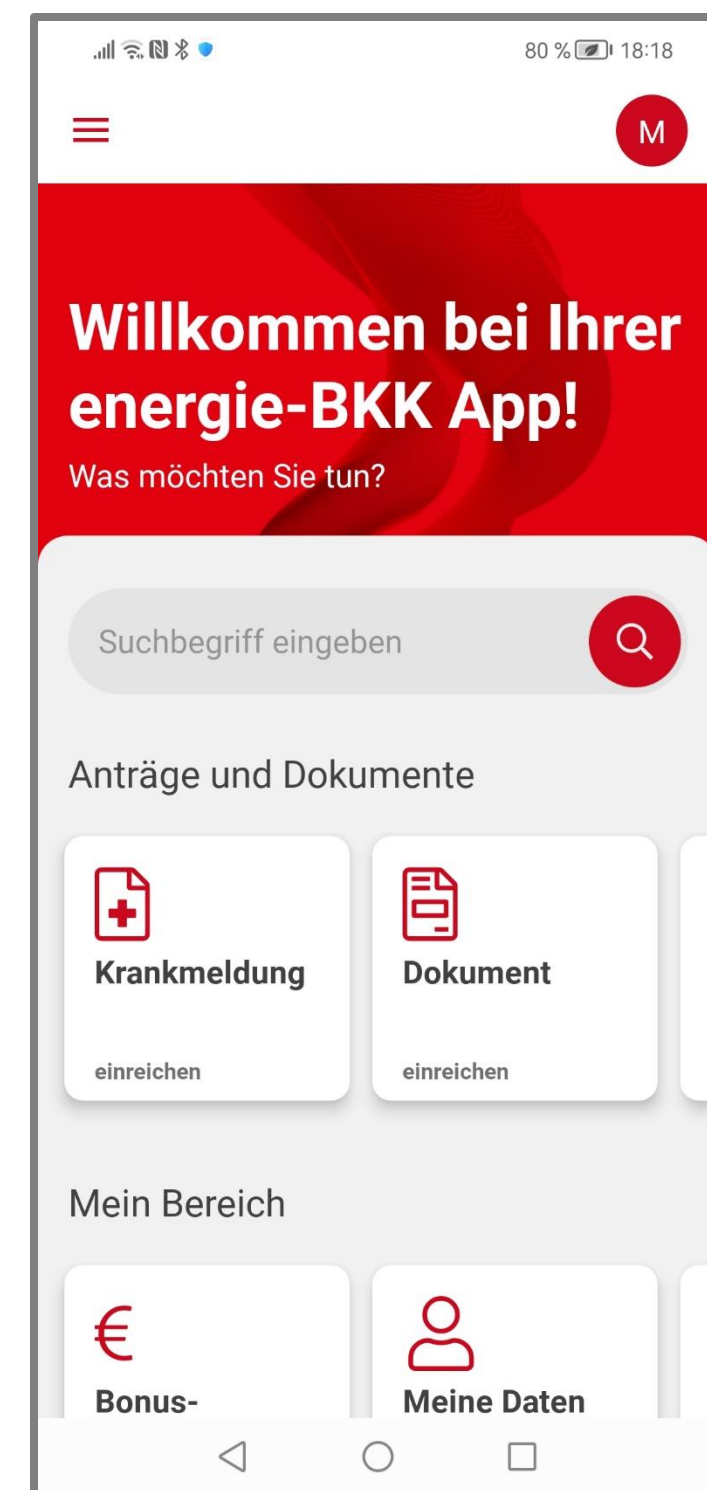 80 % 18:18
M
Willkommen bei Ihrer
energie-BKK App!
Was möchten Sie tun?
Suchbegriff eingeben
Anträge und Dokumente
Krankmeldung
einreichen
Dokument
einreichen
Mein Bereich
€
Bonus-
Meine Daten